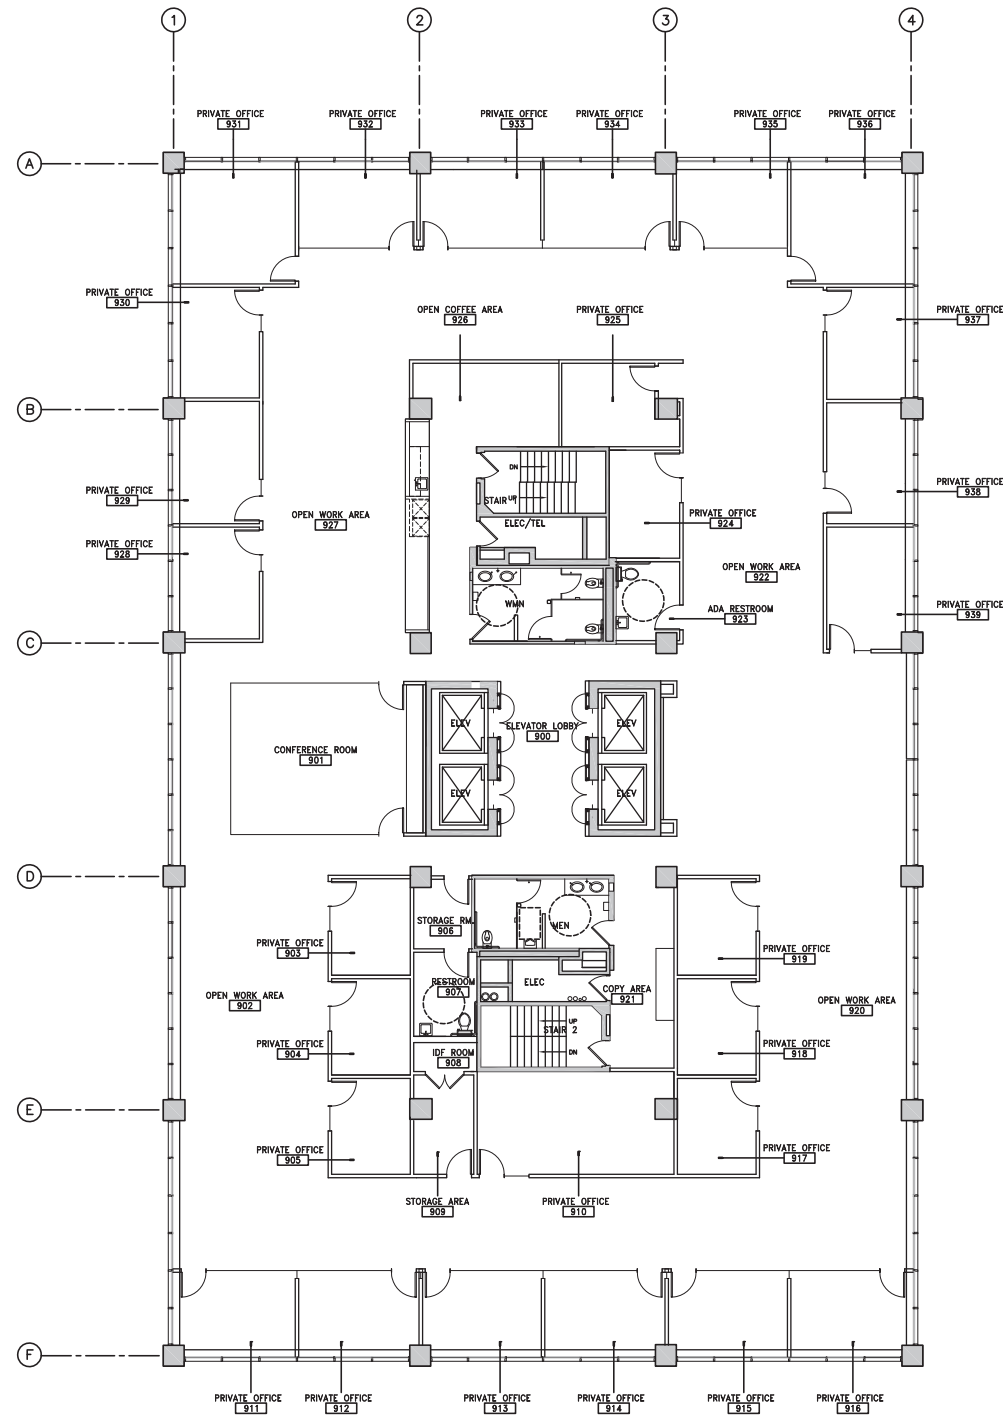 1 2 3 4
PRIVATE OFFICE PRIVATE OFFICE PRIVATE OFFICE PRIVATE OFFICE PRIVATE OFFICE PRIVATE OFFICE
931 932 933 934 935 936
A
PRIVATE OFFICE
930
OPEN COFFEE AREA
926
PRIVATE OFFICE
925
PRIVATE OFFICE
937
B
DN
PRIVATE OFFICE
929
STAIR 1
UP
PRIVATE OFFICE
938
OPEN WORK AREA
927
ELEC/TEL
PRIVATE OFFICE
924
PRIVATE OFFICE
928
OPEN WORK AREA
922
WMN
ADA RESTROOM
923
PRIVATE OFFICE
939
C
ELEV
ELEVATOR LOBBY
900
ELEV
CONFERENCE ROOM
901
ELEV
ELEV
D
STORAGE RM.
906
MEN
PRIVATE OFFICE
903
PRIVATE OFFICE
919
RESTROOM
907
ELEC
COPY AREA
921
OPEN WORK AREA
902
OPEN WORK AREA
920
UP
STAIR 2
DN
PRIVATE OFFICE
904
IDF ROOM
908
PRIVATE OFFICE
918
E
PRIVATE OFFICE
905
PRIVATE OFFICE
917
STORAGE AREA
909
PRIVATE OFFICE
910
F
PRIVATE OFFICE PRIVATE OFFICE PRIVATE OFFICE PRIVATE OFFICE PRIVATE OFFICE PRIVATE OFFICE
911 912 913 914 915 916